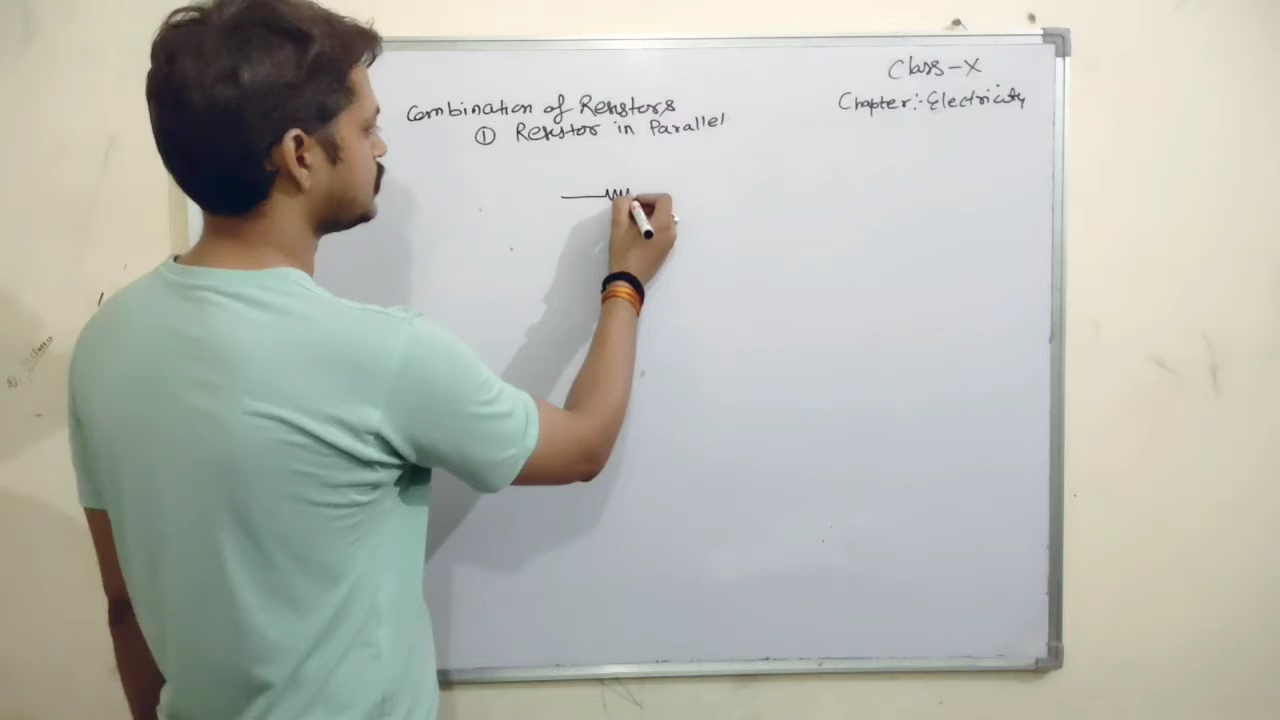 Class-X
Chapter:-Electricity
Combination of Resistors
① Resistor in Parallel